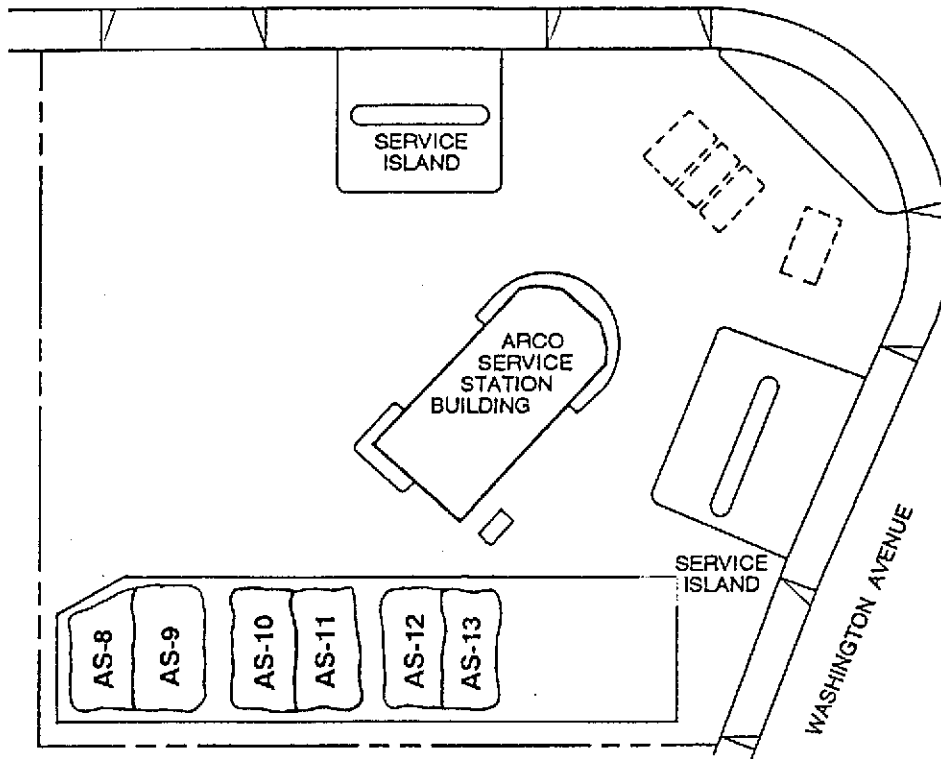 SERVICE
ISLAND
ARCO
SERVICE
STATION
BUILDING
SERVICE
ISLAND
WASHINGTON AVENUE
AS-8
AS-9
AS-10
AS-11
AS-12
AS-13